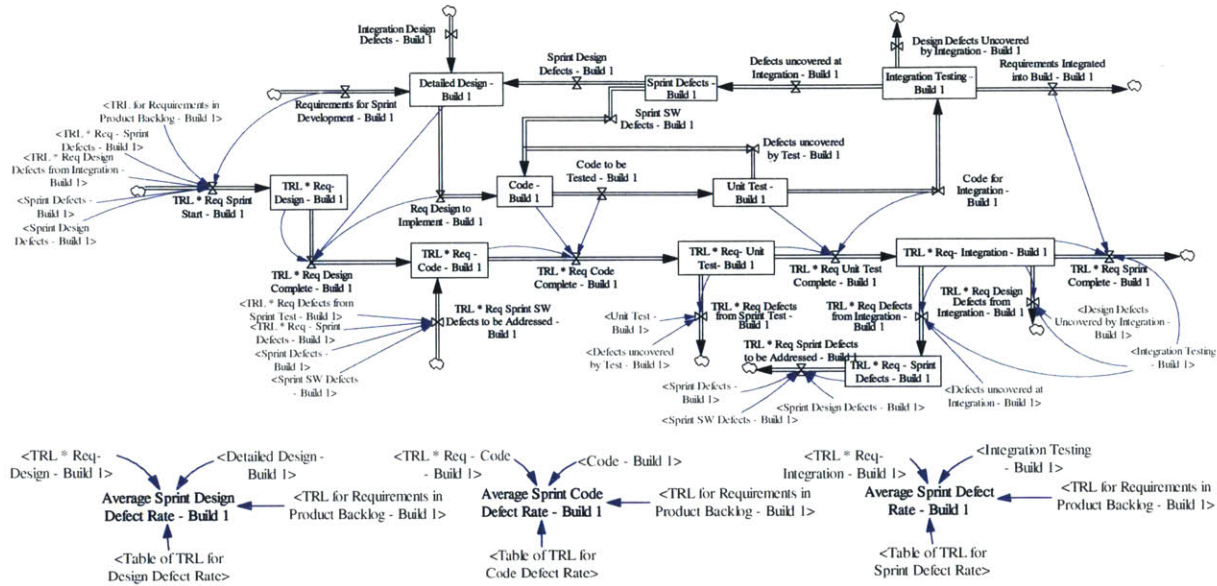 Integration Design
Defects - Build 1
Design Defects Uncovered
by Integration - Build 1
Sprint Design
Defects - Build 1
Defects uncovered at
Integration - Build 1
Requirements Integrated
into Build - Build 1
Detailed Design -
Build 1
Sprint Defects -
Build 1
Integration Testing -
Build 1
Requirements for Sprint
Development - Build 1
<TRL for Requirements in
Product Backlog - Build 1>
<TRL * Req - Sprint
Defects - Build 1>
<TRL * Req Design
Defects from Integration -
Build 1>
<Sprint Defects -
Build 1>
<Sprint Design
Defects - Build 1>
Sprint SW
Defects - Build 1
Defects uncovered
by Test - Build 1
Code to be
Tested - Build 1
TRL * Req-
Design - Build 1
TRL * Req Sprint
Start - Build 1
Code -
Build 1
Unit Test -
Build 1
Code for
Integration -
Build 1
Req Design to
Implement - Build 1
TRL * Req
- Code - Build 1
TRL * Req- Unit
Test- Build 1
TRL * Req- Integration - Build 1
TRL * Req Design
Complete - Build 1
TRL * Req Code
Complete - Build 1
TRL * Req Unit Test
Complete - Build 1
TRL * Req Sprint
Complete - Build 1
<TRL * Req Defects from
Sprint Test - Build 1>
<TRL * Req - Sprint
Defects - Build 1>
<Sprint Defects -
Build 1>
<Sprint SW Defects
- Build 1>
TRL * Req Sprint SW
Defects to be Addressed -
Build 1
<Unit Test -
Build 1>
<Defects uncovered
by Test - Build 1>
TRL * Req Defects
from Sprint Test -
Build 1
TRL * Req Defects
from Integration -
Build 1
TRL * Req Design
Defects from
Integration - Build 1
<Design Defects
Uncovered by Integration -
Build 1>
<Integration Testing
- Build 1>
TRL * Req Sprint Defects
to be Addressed - Build 1
TRL * Req - Sprint
Defects - Build 1
<Sprint Defects -
Build 1>
<Sprint SW Defects -
Build 1>
<Sprint Design Defects - Build 1>
<Defects uncovered at
Integration - Build 1>
<TRL * Req-
Design - Build 1>
<Detailed Design -
Build 1>
Average Sprint Design
Defect Rate - Build 1
<TRL for Requirements in
Product Backlog - Build 1>
<Table of TRL for
Design Defect Rate>
<TRL * Req - Code -
- Build 1>
<Code - Build 1>
Average Sprint Code
Defect Rate - Build 1
<TRL for Requirements in
Product Backlog - Build 1>
<Table of TRL for
Code Defect Rate>
<TRL * Req-
Integration - Build 1>
<Integration Testing
- Build 1>
Average Sprint Defect
Rate - Build 1
<TRL for Requirements in
Product Backlog - Build 1>
<Table of TRL for
Sprint Defect Rate>